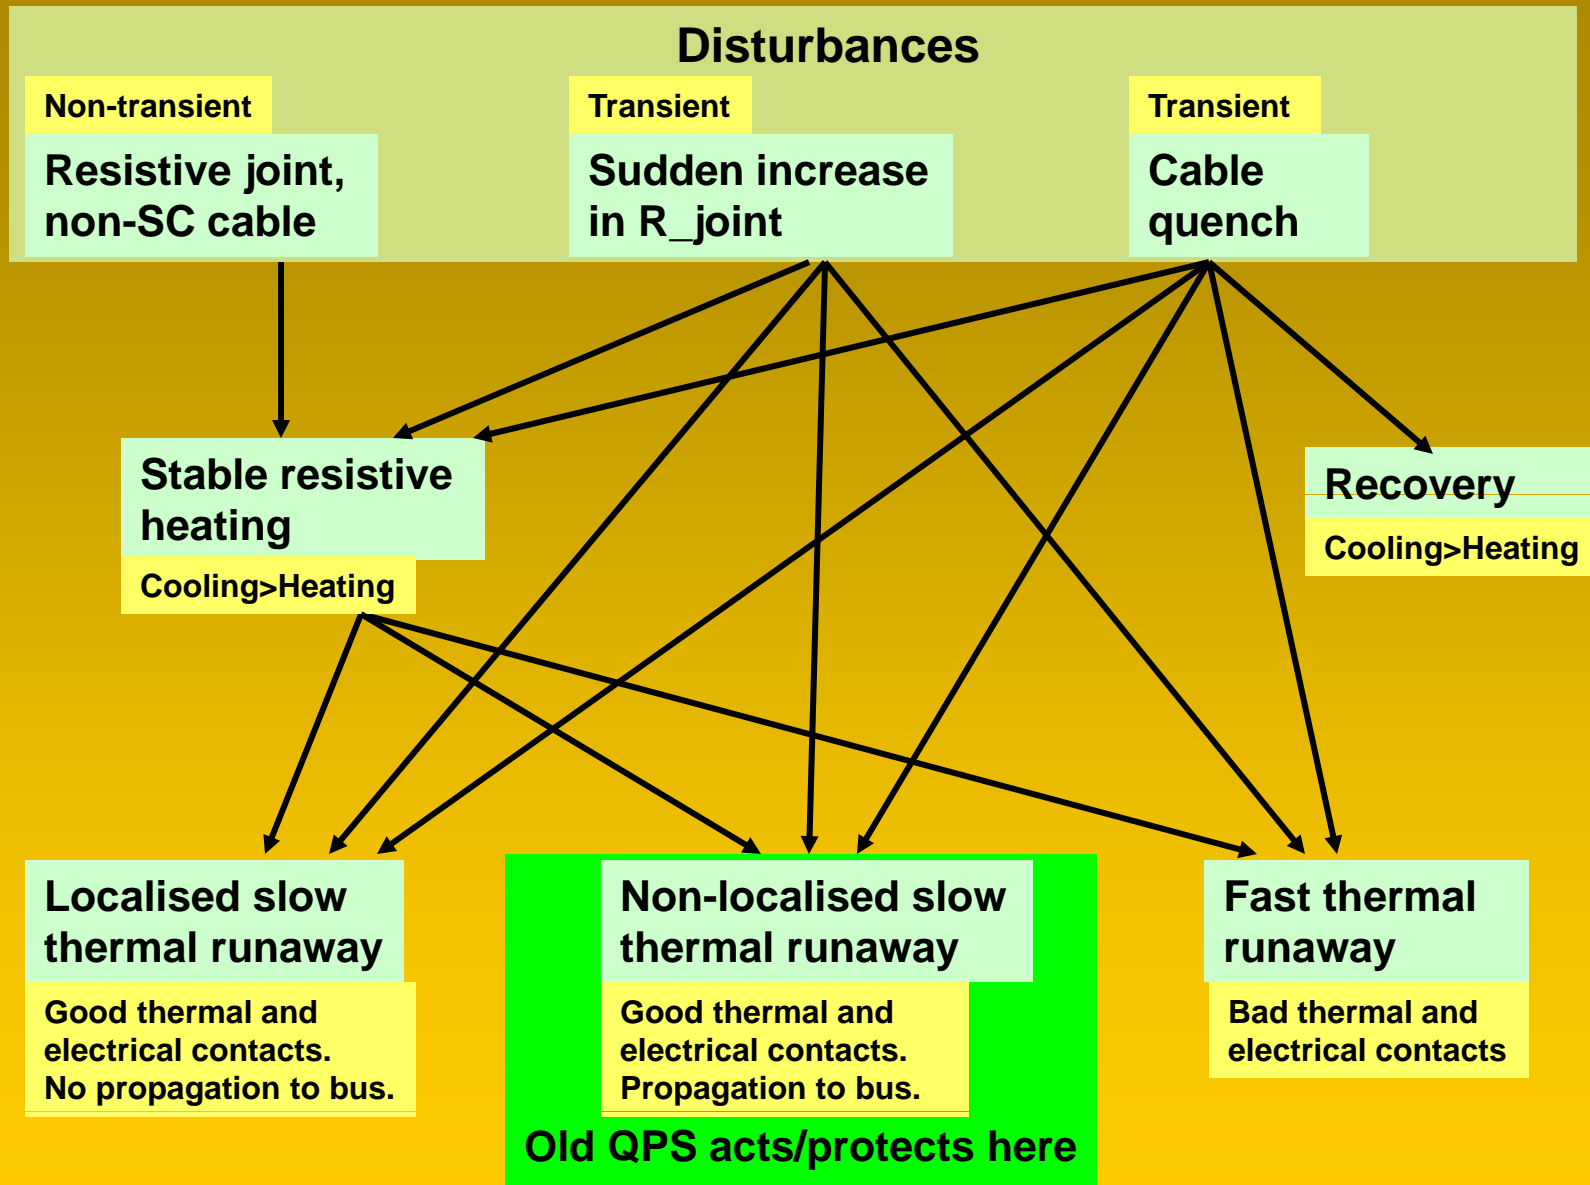 Disturbances
Non-transient
Resistive joint,
non-SC cable
Transient
Sudden increase
in R_joint
Transient
Cable
quench
Stable resistive
heating
Cooling>Heating
Recovery
Cooling>Heating
Localised slow
thermal runaway
Good thermal and
electrical contacts.
No propagation to bus.
Non-localised slow
thermal runaway
Good thermal and
electrical contacts.
Propagation to bus.
Old QPS acts/protects here
Fast thermal
runaway
Bad thermal and
electrical contacts